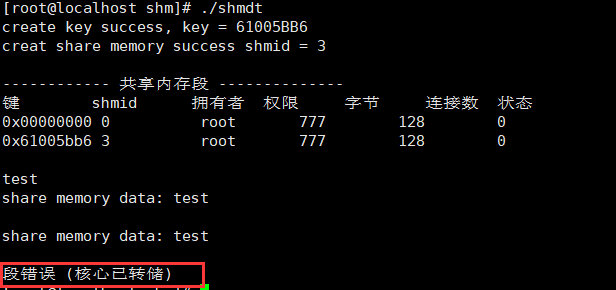 [root@localhost shm]# ./shmdt
create key success, key = 61005BB6
creat share memory success shmid = 3
------------ 共享内存段 --------------
键 shmid 拥有者 权限 字节 连接数 状态
0x00000000 0 root 777 128 0
0x61005bb6 3 root 777 128 0
test
share memory data: test
share memory data: test
段错误 (核心已转储)